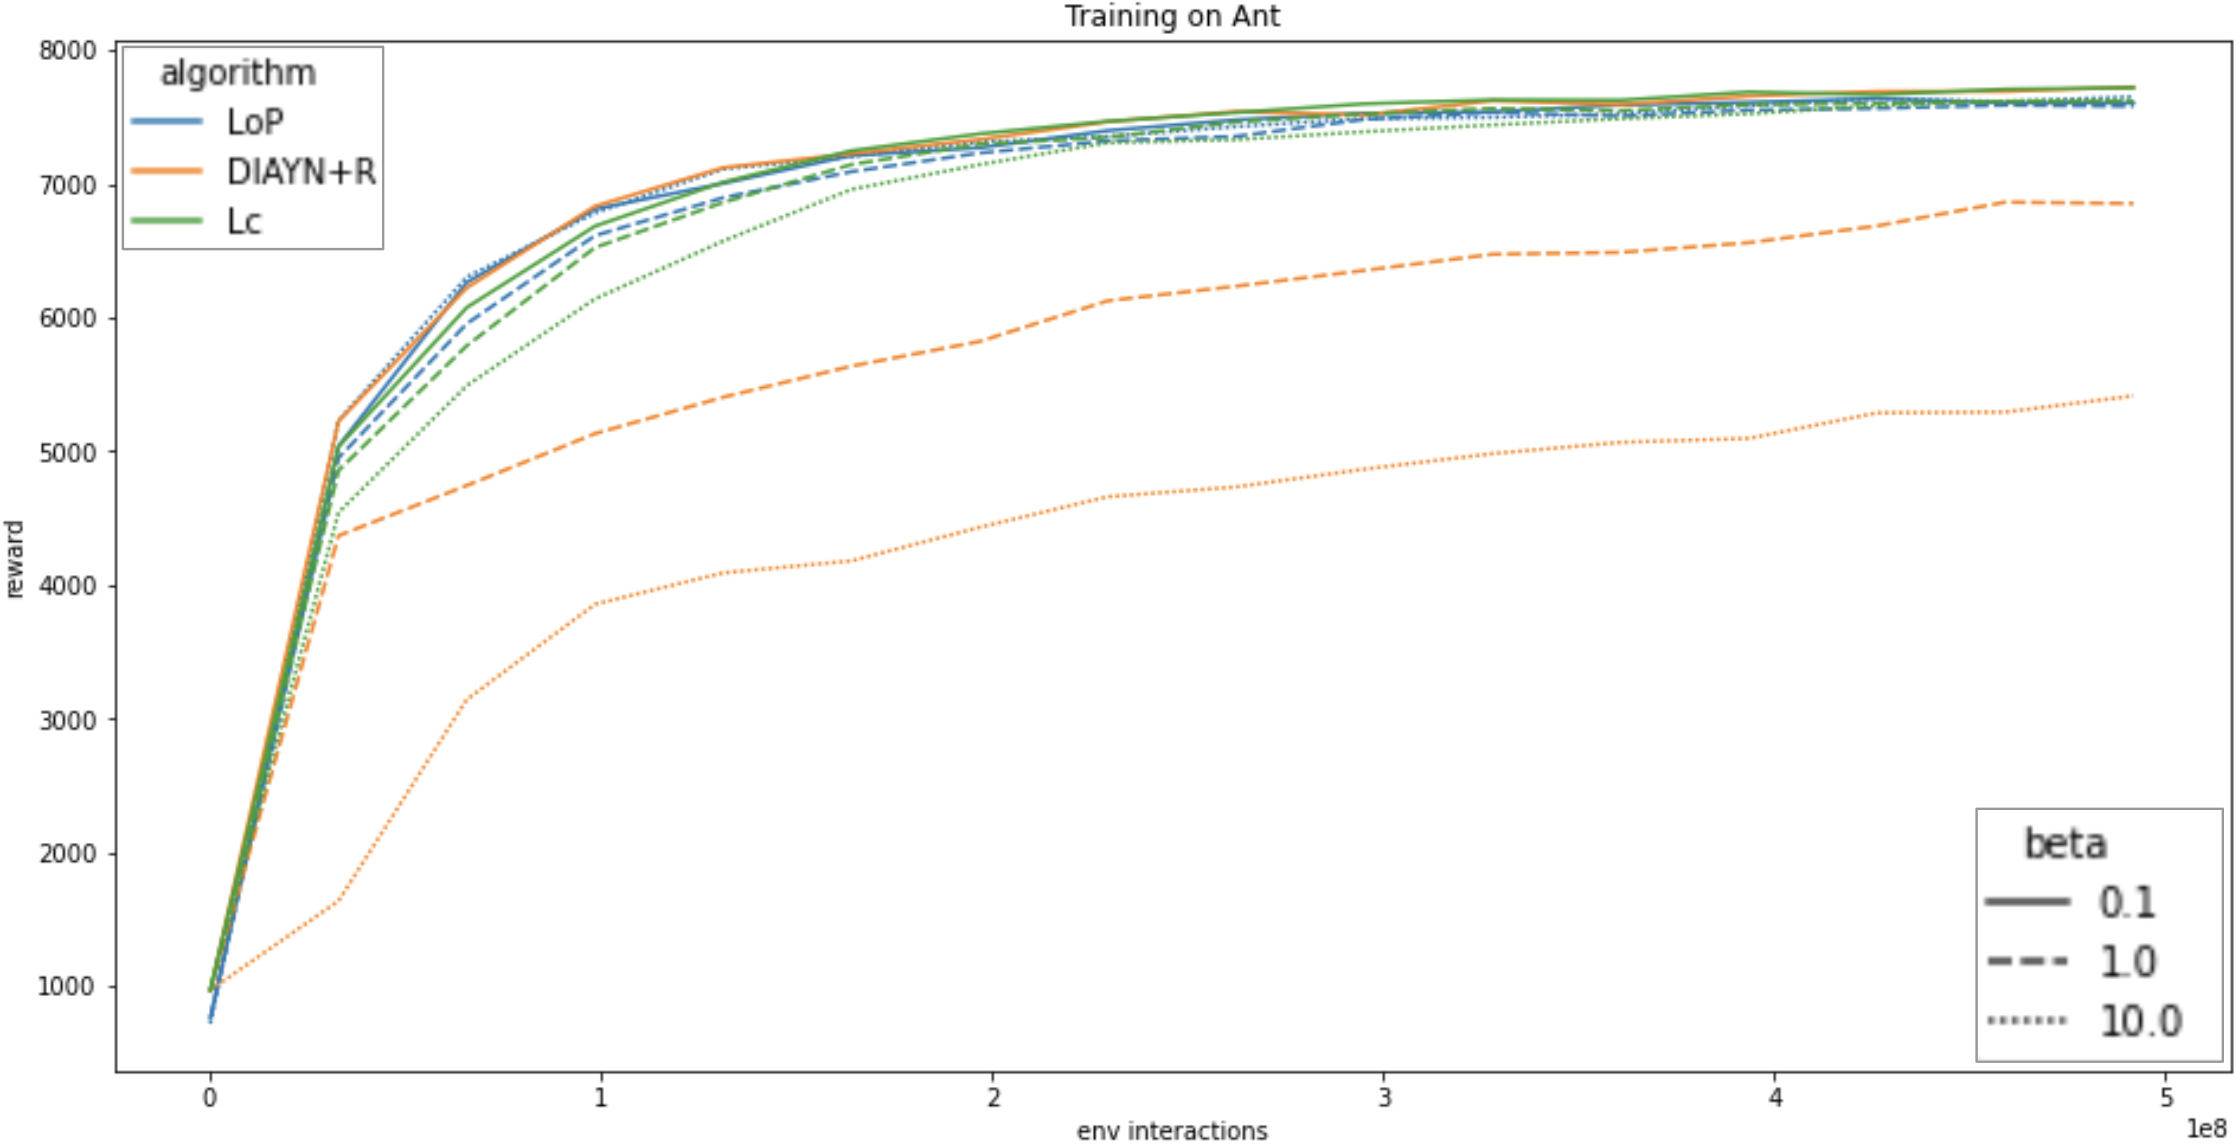 Training on Ant
8000
7000
6000
5000
4000
3000
2000
1000
reward
algorithm
LoP
DIAYN+R
Lc
beta
0.1
1.0
10.0
0 1 2 3 4 5
1e8
env interactions